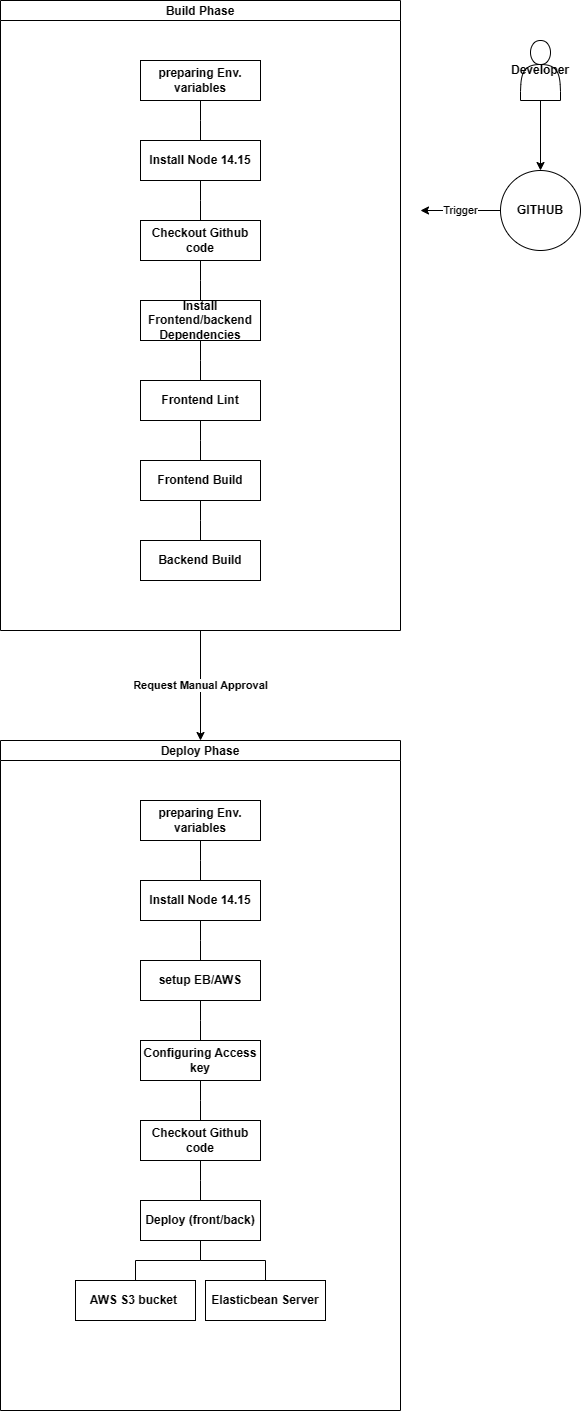 Build Phase
preparing Env.
variables
Install Node 14.15
Checkout Github
code
Install
Frontend/backend
Dependencies
Frontend Lint
Frontend Build
Backend Build
Developer
GITHUB
Trigger
Request Manual Approval
Deploy Phase
preparing Env.
variables
Install Node 14.15
setup EB/AWS
Configuring Access
key
Checkout Github
code
Deploy (front/back)
AWS S3 bucket
Elasticbean Server